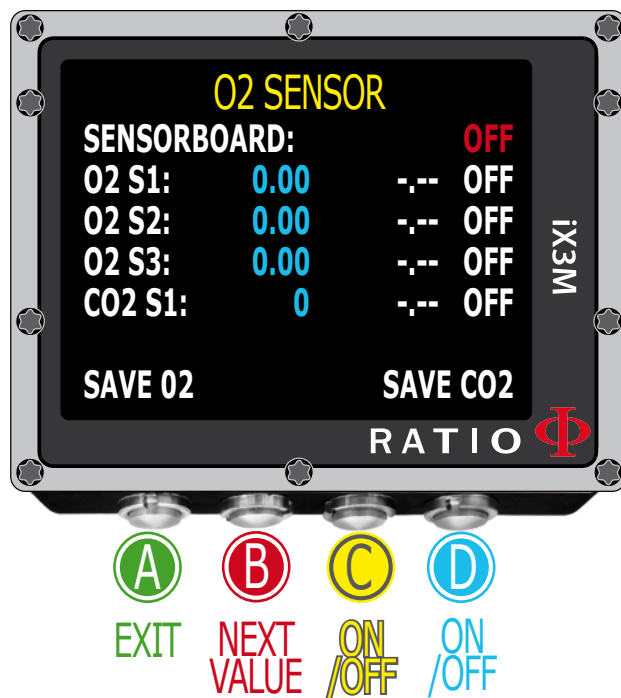 O2 SENSOR
SENSORBOARD: OFF
O2 S1: 0.00 -.-- OFF
O2 S2: 0.00 -.-- OFF
O2 S3: 0.00 -.-- OFF
CO2 S1: 0 -.-- OFF
SAVE 02 SAVE CO2
iX3M
RATIO
A B C D
EXIT NEXT VALUE ON /OFF ON /OFF